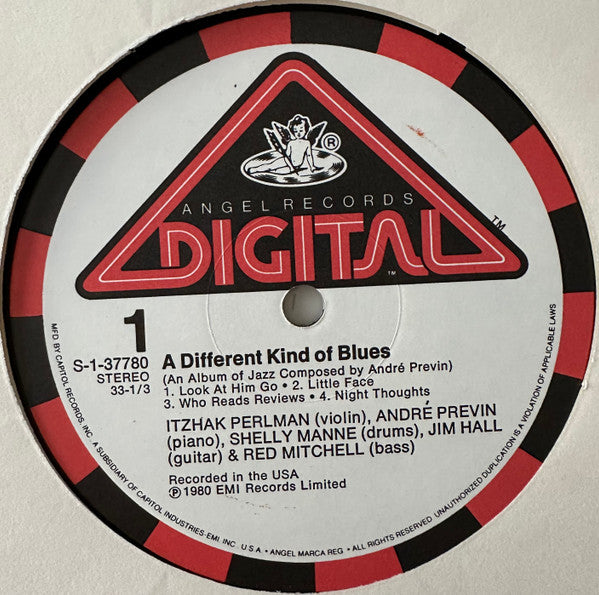 ®
ANGEL RECORDS
DIGITAL
TM
TM
1
S-1-37780
STEREO
33-1/3
A Different Kind of Blues
(An Album of Jazz Composed by André Previn)
1. Look At Him Go • 2. Little Face
3. Who Reads Reviews • 4. Night Thoughts
ITZHAK PERLMAN (violin), ANDRÉ PREVIN
(piano), SHELLY MANNE (drums), JIM HALL
(guitar) & RED MITCHELL (bass)
Recorded in the USA
℗1980 EMI Records Limited
MFD. BY CAPITOL RECORDS, INC. A SUBSIDIARY OF CAPITOL INDUSTRIES-EMI, INC. U.S.A. • ANGEL MARCA REG. • ALL RIGHTS RESERVED. UNAUTHORIZED DUPLICATION IS A VIOLATION OF APPLICABLE LAWS